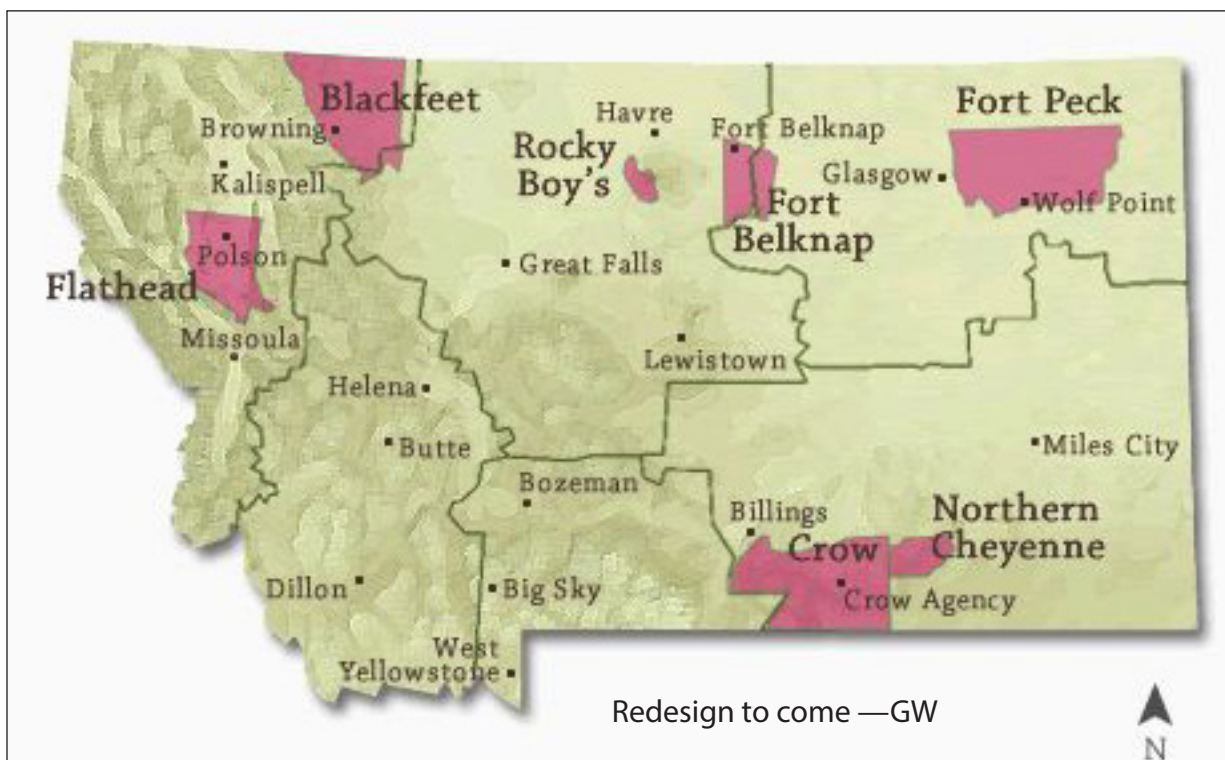 Blackfeet
Browning
Kalispell
Havre
Rocky
Boy's
Fort Belknap
Fort
Belknap
Fort Peck
Glasgow
Wolf Point
Polson
Flathead
Missoula
Great Falls
Lewistown
Helena
Butte
Miles City
Bozeman
Billings
Crow
Northern
Cheyenne
Crow Agency
Dillon
Big Sky
West
Yellowstone
Redesign to come —GW
N